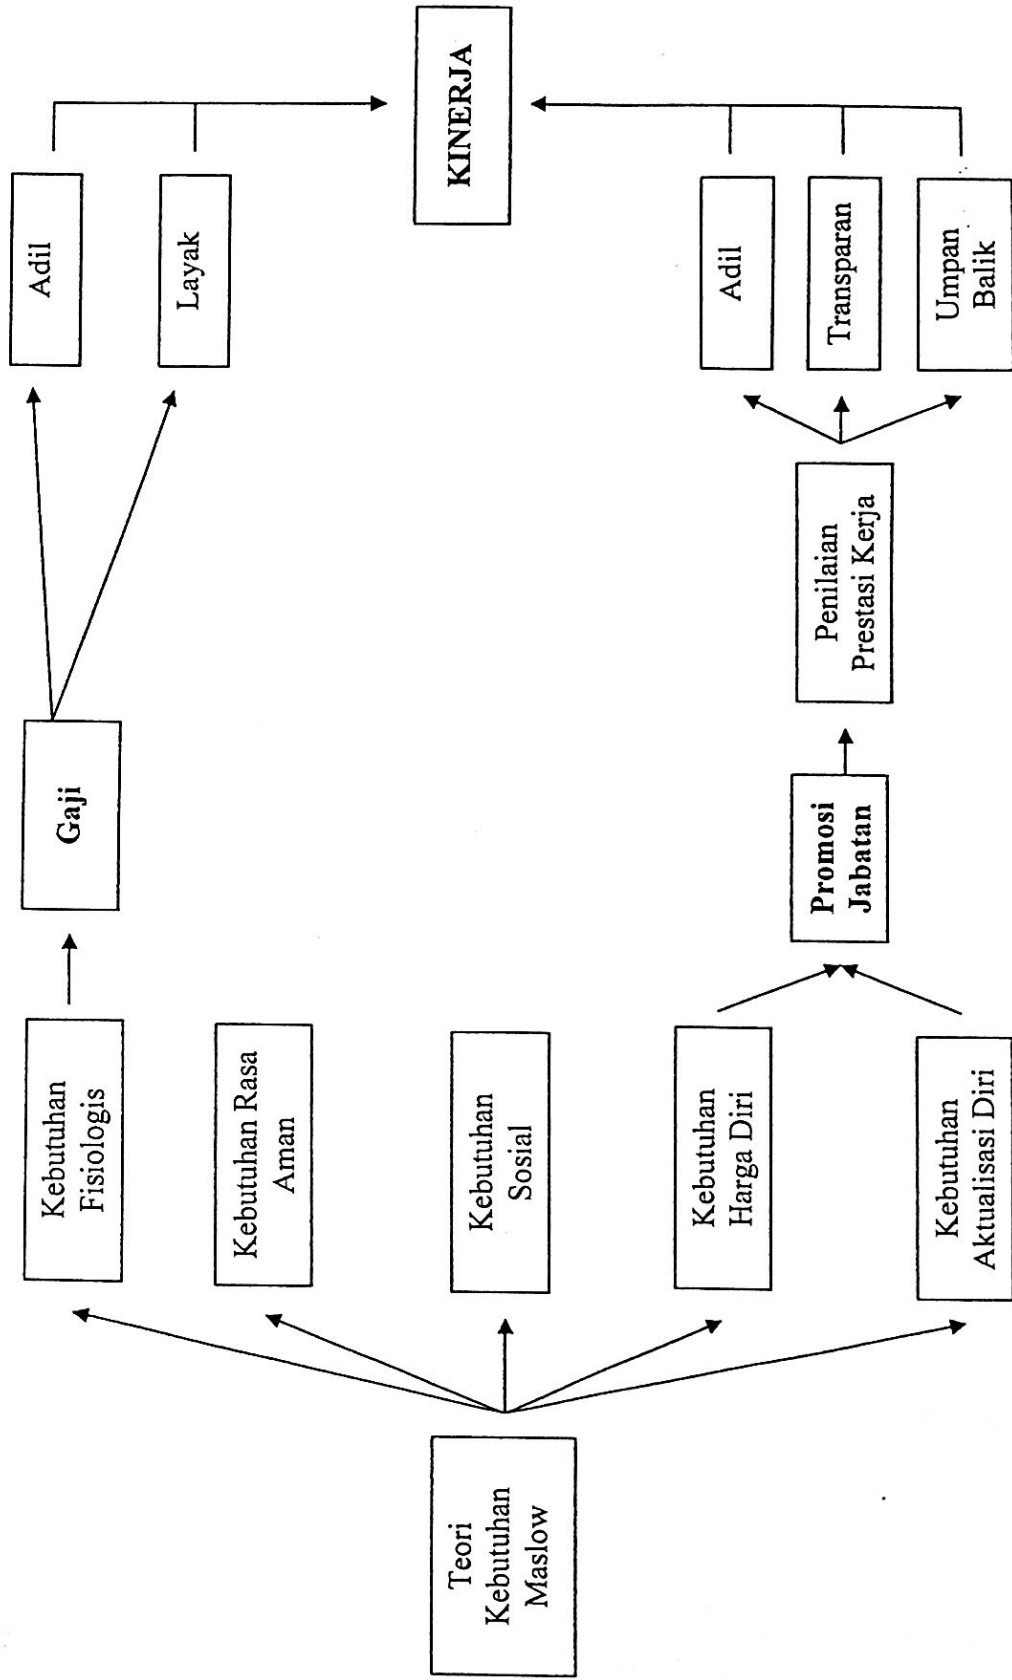 Teori
Kebutuhan
Maslow
Kebutuhan
Fisiologis
Kebutuhan Rasa
Aman
Kebutuhan
Sosial
Kebutuhan
Harga Diri
Kebutuhan
Aktualisasi Diri
Gaji
Promosi
Jabatan
Penilaian
Prestasi Kerja
Adil
Layak
Adil
Transparan
Umpan
Balik
KINERJA